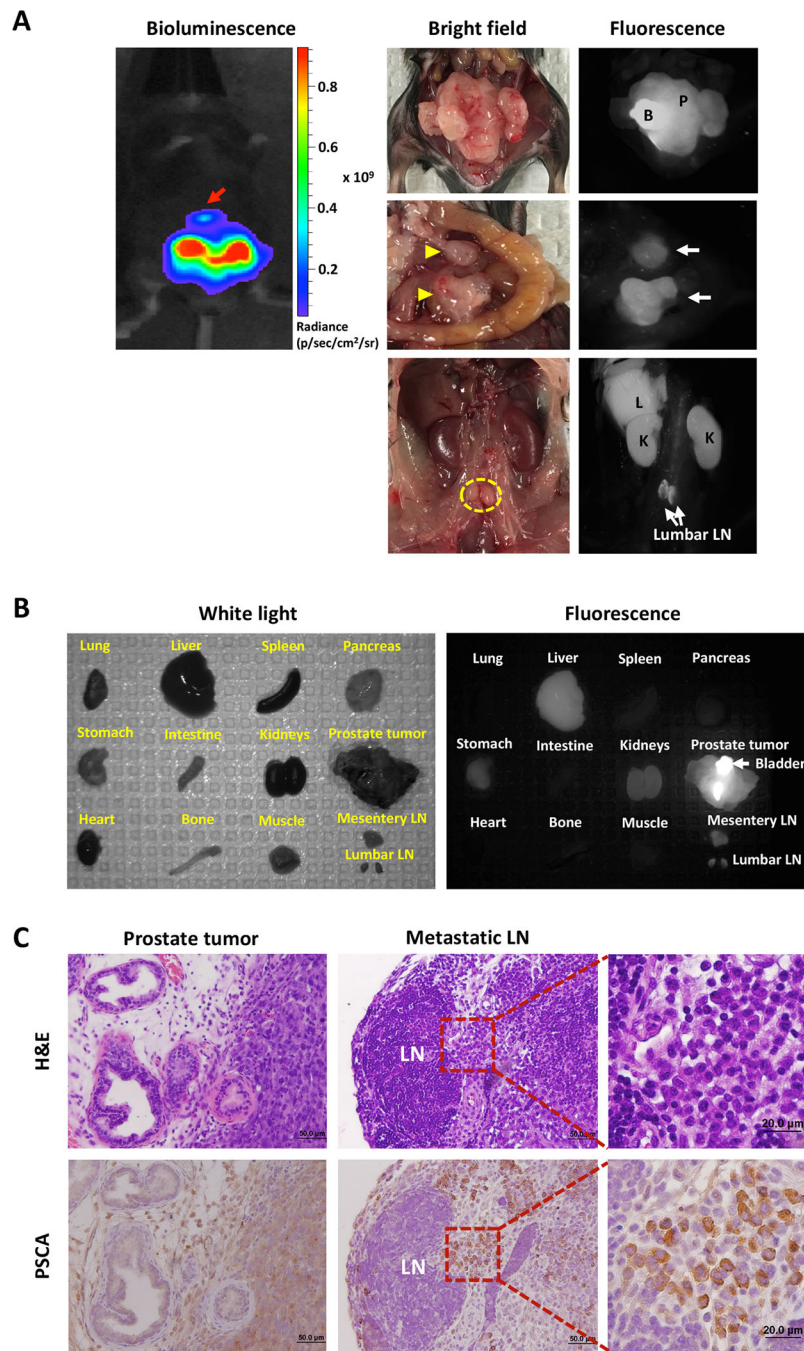 A
Bioluminescence
Bright field
Fluorescence
0.8
0.6
x 10⁹
0.4
0.2
Radiance
(p/sec/cm²/sr)
B
P
L
K
K
Lumbar LN
B
White light
Fluorescence
Lung
Liver
Spleen
Pancreas
Stomach
Intestine
Kidneys
Prostate tumor
Heart
Bone
Muscle
Mesentery LN
Lumbar LN
Lung
Liver
Spleen
Pancreas
Stomach
Intestine
Kidneys
Prostate tumor
Bladder
Heart
Bone
Muscle
Mesentery LN
Lumbar LN
C
Prostate tumor
Metastatic LN
H&E
LN
50.0 µm
50.0 µm
20.0 µm
PSCA
LN
50.0 µm
50.0 µm
20.0 µm